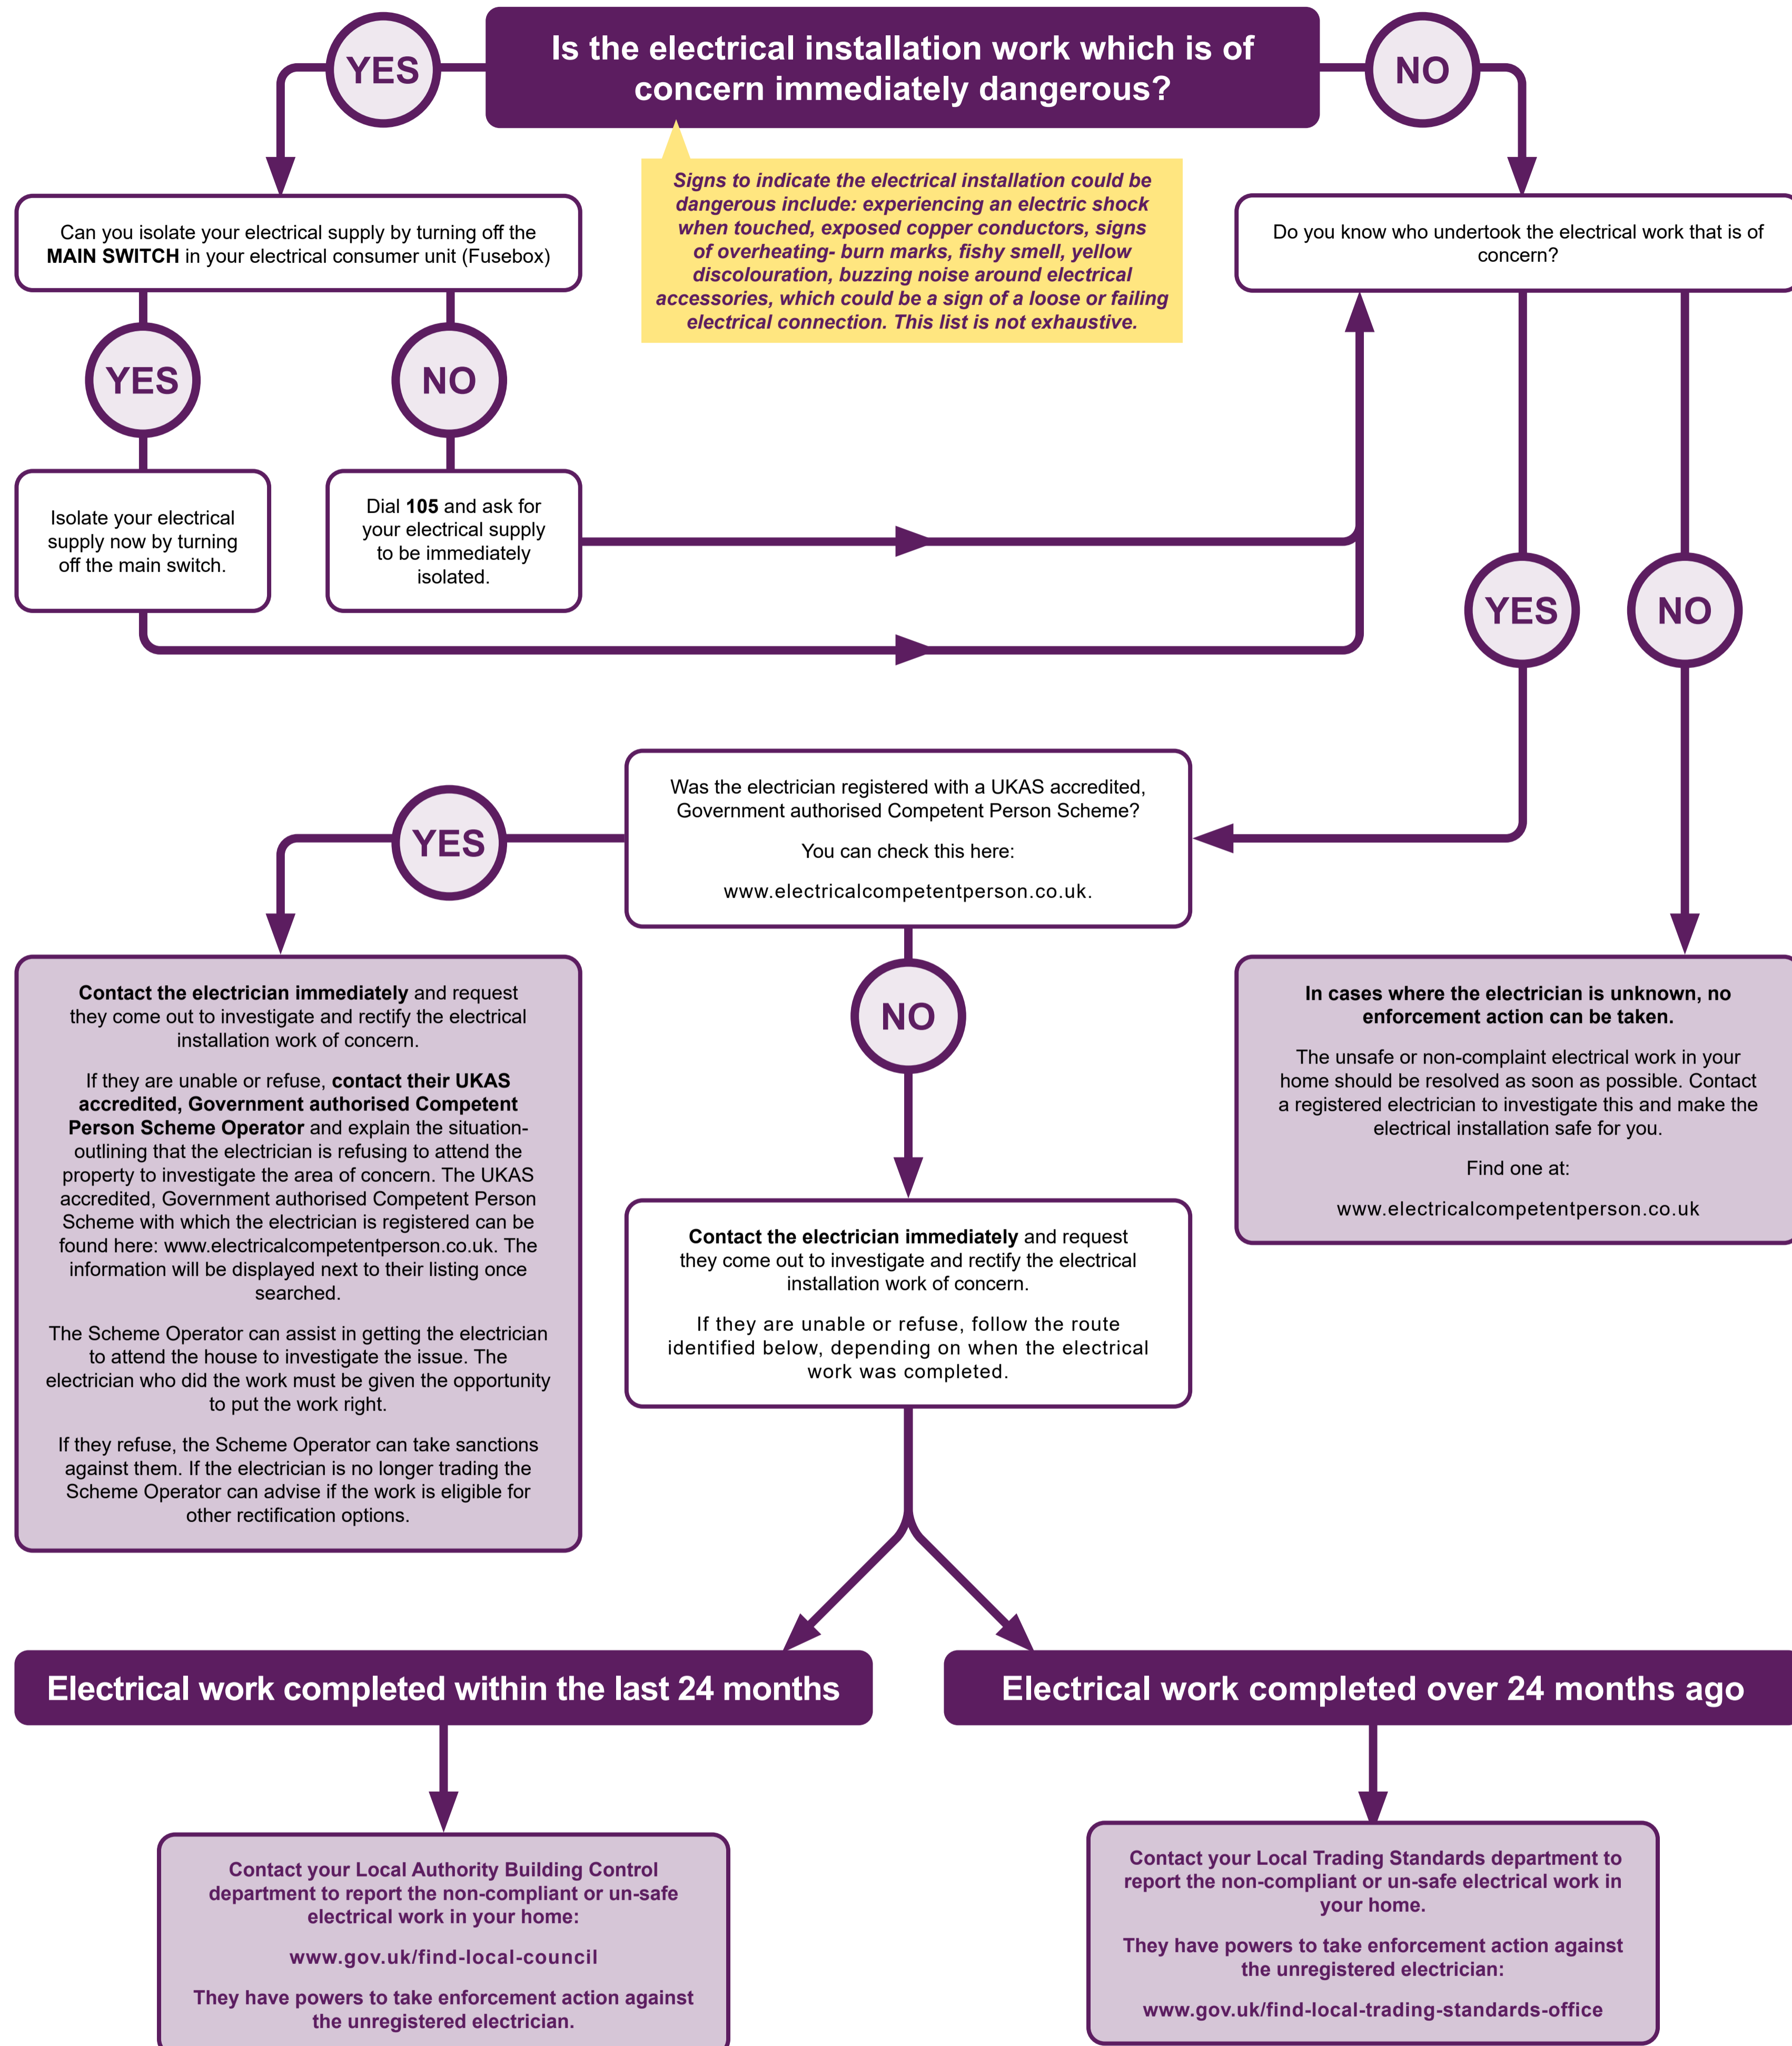 Is the electrical installation work which is of
concern immediately dangerous?
YES
NO
Signs to indicate the electrical installation could be
dangerous include: experiencing an electric shock
when touched, exposed copper conductors, signs
of overheating- burn marks, fishy smell, yellow
discolouration, buzzing noise around electrical
accessories, which could be a sign of a loose or failing
electrical connection. This list is not exhaustive.
Can you isolate your electrical supply by turning off the
MAIN SWITCH in your electrical consumer unit (Fusebox)
Do you know who undertook the electrical work that is of
concern?
YES
NO
Isolate your electrical
supply now by turning
off the main switch.
Dial 105 and ask for
your electrical supply
to be immediately
isolated.
YES
NO
Was the electrician registered with a UKAS accredited,
Government authorised Competent Person Scheme?
You can check this here:
www.electricalcompetentperson.co.uk.
YES
NO
Contact the electrician immediately and request
they come out to investigate and rectify the electrical
installation work of concern.
If they are unable or refuse, contact their UKAS
accredited, Government authorised Competent
Person Scheme Operator and explain the situation-
outlining that the electrician is refusing to attend the
property to investigate the area of concern. The UKAS
accredited, Government authorised Competent Person
Scheme with which the electrician is registered can be
found here: www.electricalcompetentperson.co.uk. The
information will be displayed next to their listing once
searched.
The Scheme Operator can assist in getting the electrician
to attend the house to investigate the issue. The
electrician who did the work must be given the opportunity
to put the work right.
If they refuse, the Scheme Operator can take sanctions
against them. If the electrician is no longer trading the
Scheme Operator can advise if the work is eligible for
other rectification options.
In cases where the electrician is unknown, no
enforcement action can be taken.
The unsafe or non-complaint electrical work in your
home should be resolved as soon as possible. Contact
a registered electrician to investigate this and make the
electrical installation safe for you.
Find one at:
www.electricalcompetentperson.co.uk
Contact the electrician immediately and request
they come out to investigate and rectify the electrical
installation work of concern.
If they are unable or refuse, follow the route
identified below, depending on when the electrical
work was completed.
Electrical work completed within the last 24 months
Electrical work completed over 24 months ago
Contact your Local Authority Building Control
department to report the non-compliant or un-safe
electrical work in your home:
www.gov.uk/find-local-council
They have powers to take enforcement action against
the unregistered electrician.
Contact your Local Trading Standards department to
report the non-compliant or un-safe electrical work in
your home.
They have powers to take enforcement action against
the unregistered electrician:
www.gov.uk/find-local-trading-standards-office